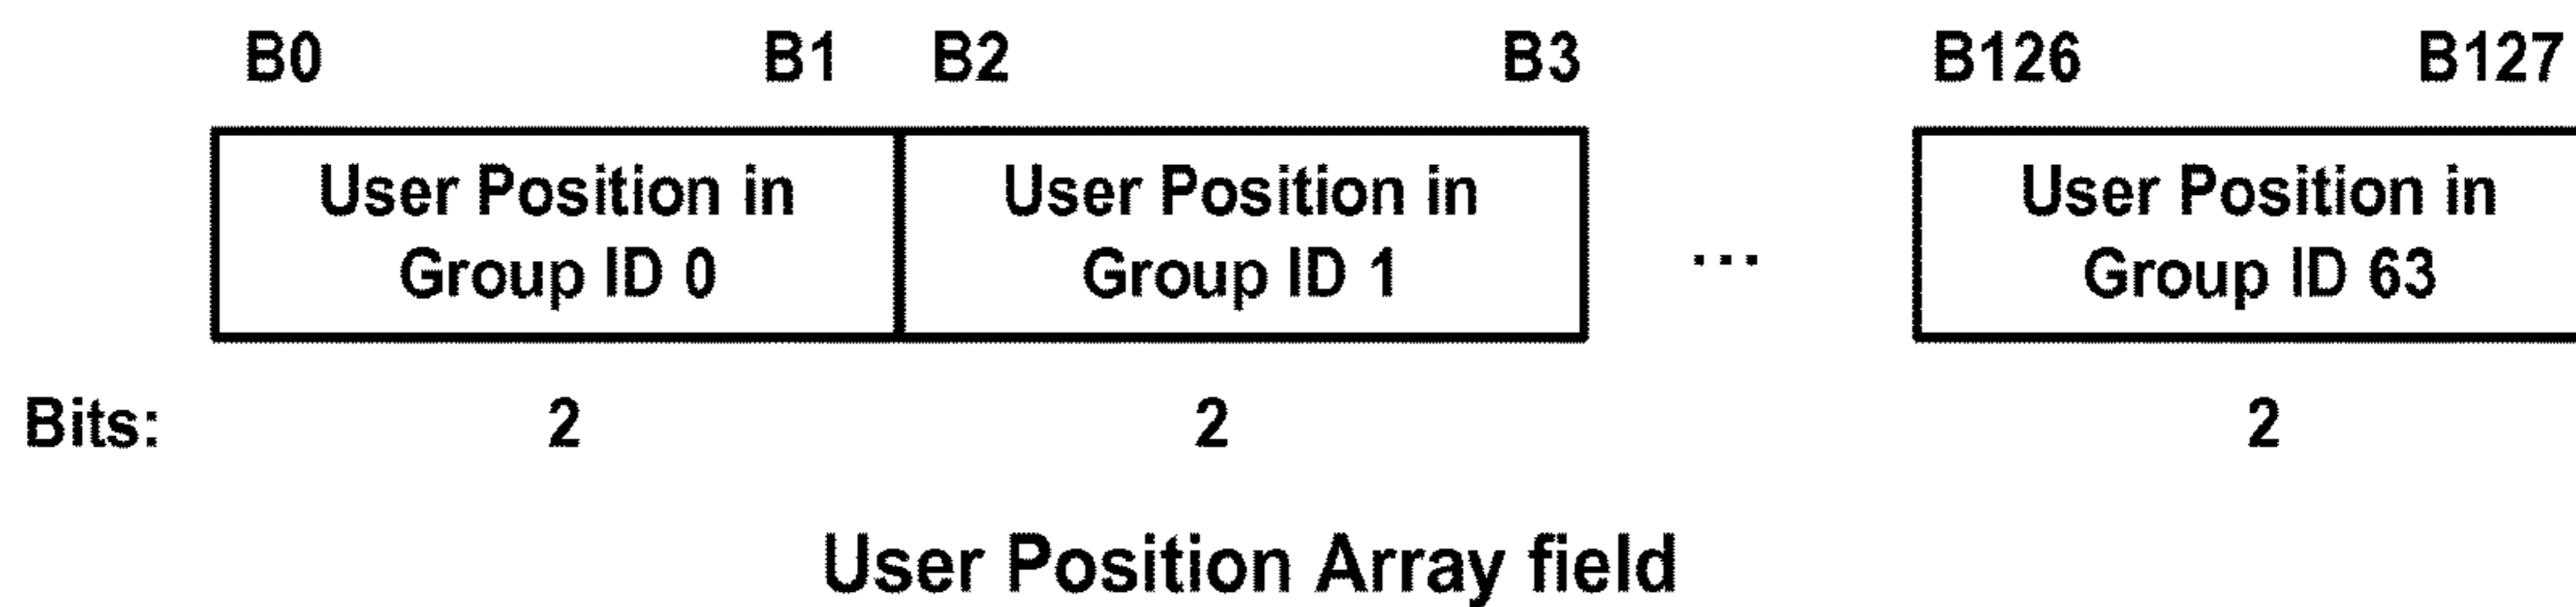 B0 B1 B2 B3 B126 B127
User Position in User Position in User Position in
Group ID 0 Group ID 1 ... Group ID 63
Bits: 2 2 2
User Position Array field